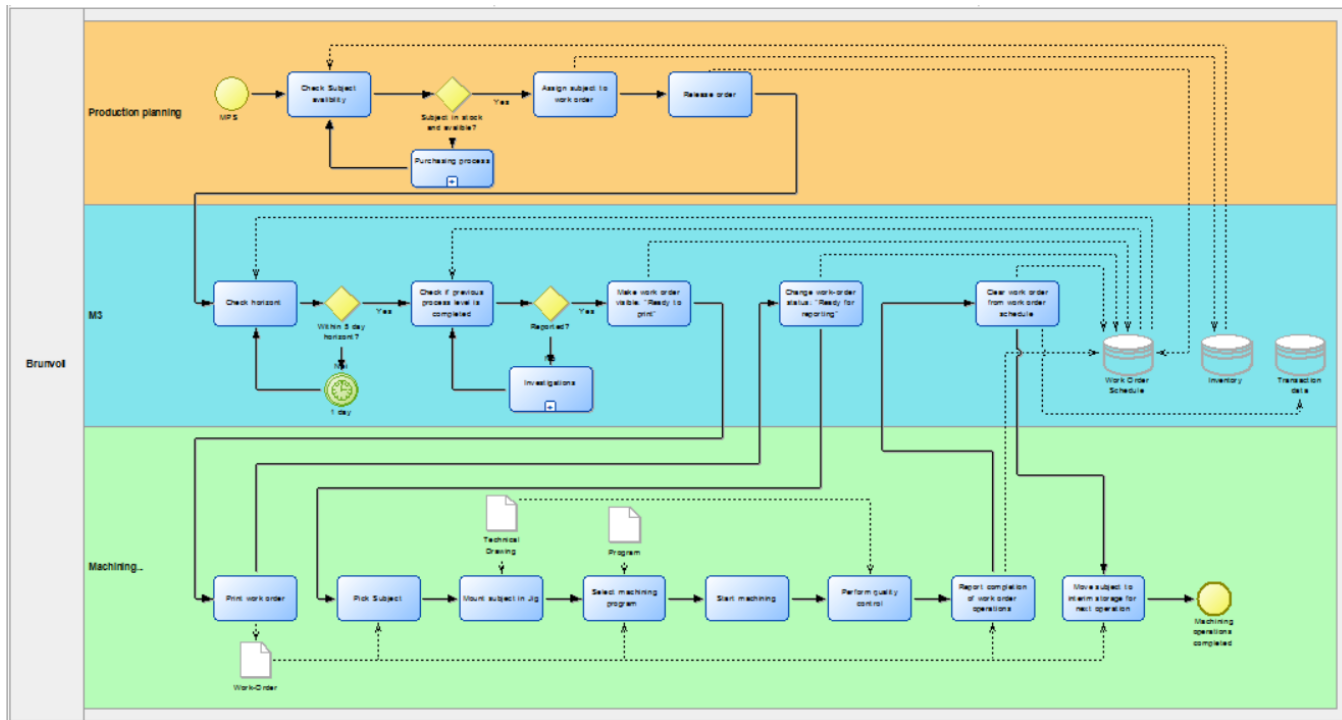 Brunvoll
Production planning
MPS
Check Subject
avaliblity
Subject in stock
and avalible?
Yes
Purchasing process
Assign subject to
work order
Release order
M3
Check horizont
Within 5 day
horizont?
Yes
1 day
Check if previous
process level is
completed
Reported?
Yes
Investigations
Make work order
visible. "Ready to
print"
Change work-order
status. "Ready for
reporting"
Clear work order
from work order
schedule
Work Order
Schedule
Inventory
Transaction
data
Machining...
Print work order
Work-Order
Pick Subject
Technical
Drawing
Mount subject in Jig
Program
Select machining
program
Start machining
Perform quality
control
Report completion
of work order
operations
Move subject to
interim storage for
next operation
Machining
operations
completed